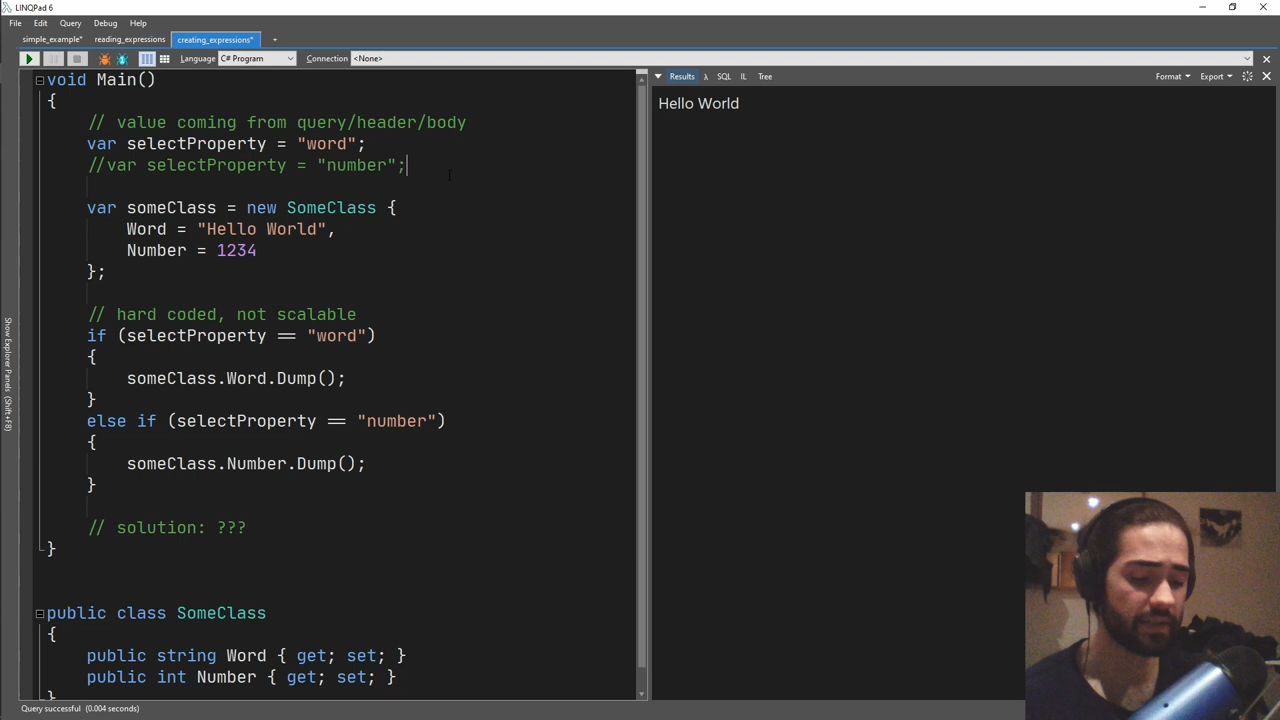 LINQPad 6
File Edit Query Debug Help
simple_example* reading_expressions creating_expressions* +
Language C# Program Connection <None>
void Main()
{
// value coming from query/header/body
var selectProperty = "word";
//var selectProperty = "number";
var someClass = new SomeClass {
Word = "Hello World",
Number = 1234
};
// hard coded, not scalable
if (selectProperty == "word")
{
someClass.Word.Dump();
}
else if (selectProperty == "number")
{
someClass.Number.Dump();
}
// solution: ???
}
public class SomeClass
{
public string Word { get; set; }
public int Number { get; set; }
}
Results λ SQL IL Tree Format Export
Hello World
Show Explorer Panels (Shift+F8)
Query successful (0.004 seconds)